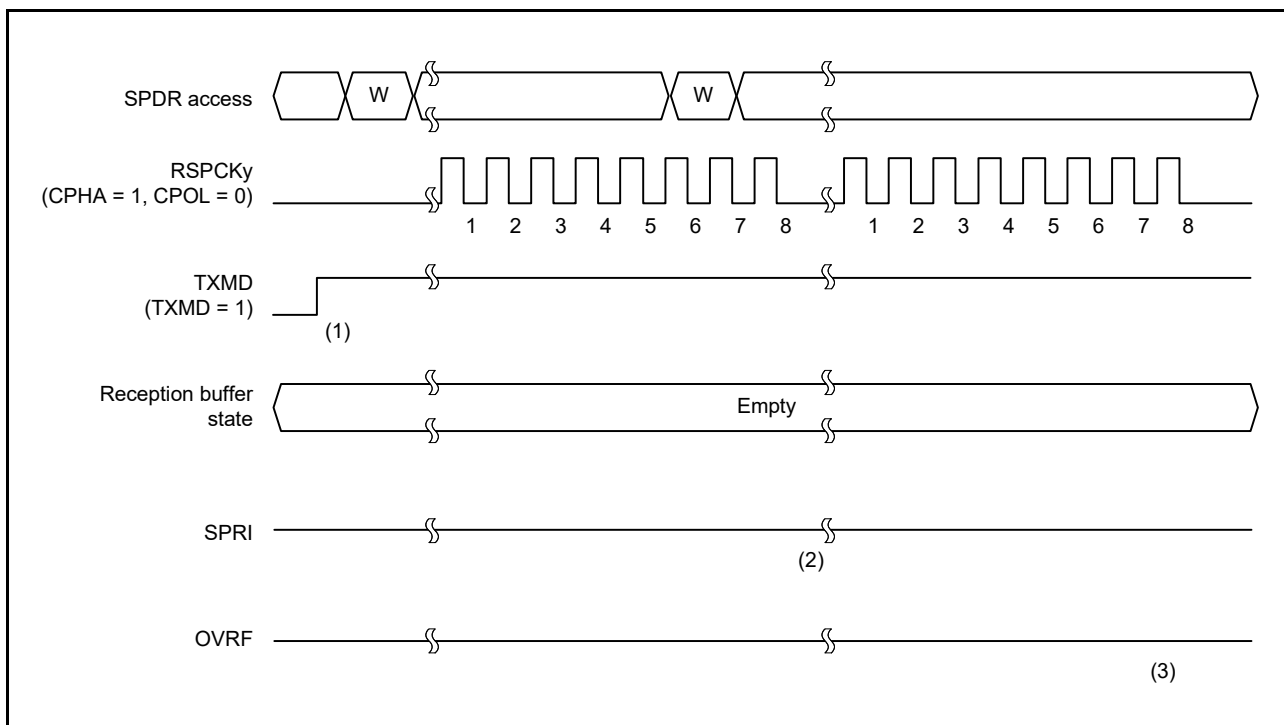 SPDR access
W
W
RSPCKy
(CPHA = 1, CPOL = 0)
1 2 3 4 5 6 7 8 1 2 3 4 5 6 7 8
TXMD
(TXMD = 1)
(1)
Reception buffer
state
Empty
SPRI
(2)
OVRF
(3)